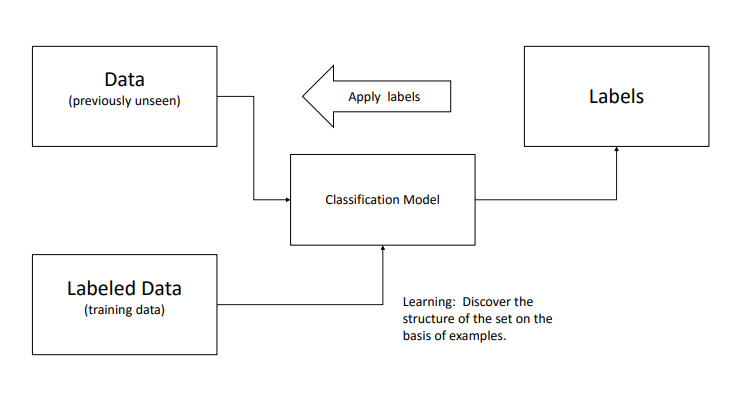 Data
(previously unseen)
Apply labels
Labels
Classification Model
Labeled Data
(training data)
Learning: Discover the
structure of the set on the
basis of examples.